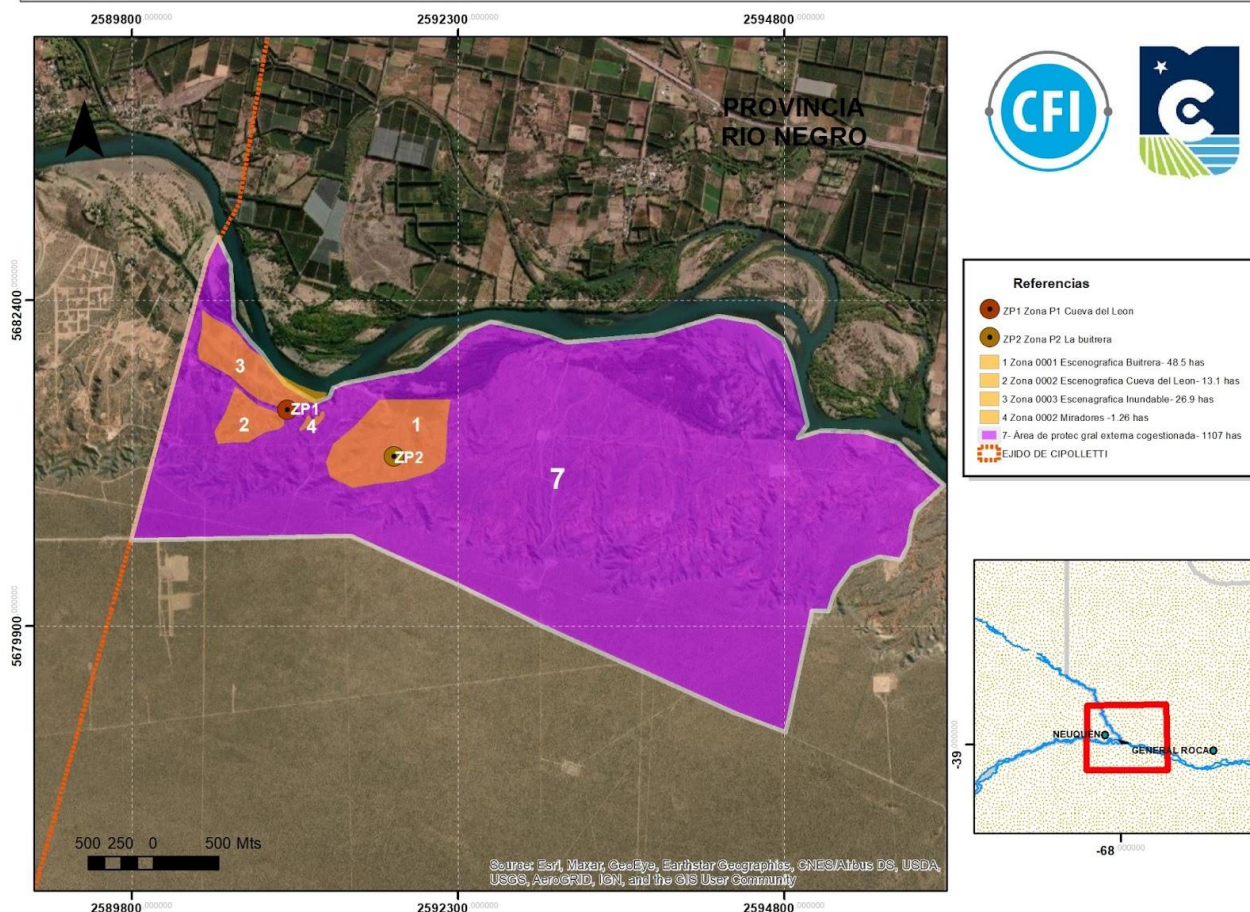 2589800.000000
2592300.000000
2594800.000000
PROVINCIA
RIO NEGRO
5682400.000000
5679900.000000
3
ZP1
2
4
1
ZP2
7
500 250 0 500 Mts
Source: Esri, Maxar, GeoEye, Earthstar Geographics, CNES/Airbus DS, USDA,
USGS, AeroGRID, IGN, and the GIS User Community
2589800.000000
2592300.000000
2594800.000000
CFI
C
Referencias
ZP1 Zona P1 Cueva del Leon
ZP2 Zona P2 La buitrera
1 Zona 0001 Escenografica Buitrera- 48.5 has
2 Zona 0002 Escenografica Cueva del Leon- 13.1 has
3 Zona 0003 Escenografica Inundable- 26.9 has
4 Zona 0002 Miradores -1.26 has
7- Área de protec gral externa cogestionada- 1107 has
EJIDO DE CIPOLLETTI
NEUQUÉN
GENERAL ROCA
-39.000000
-68.000000